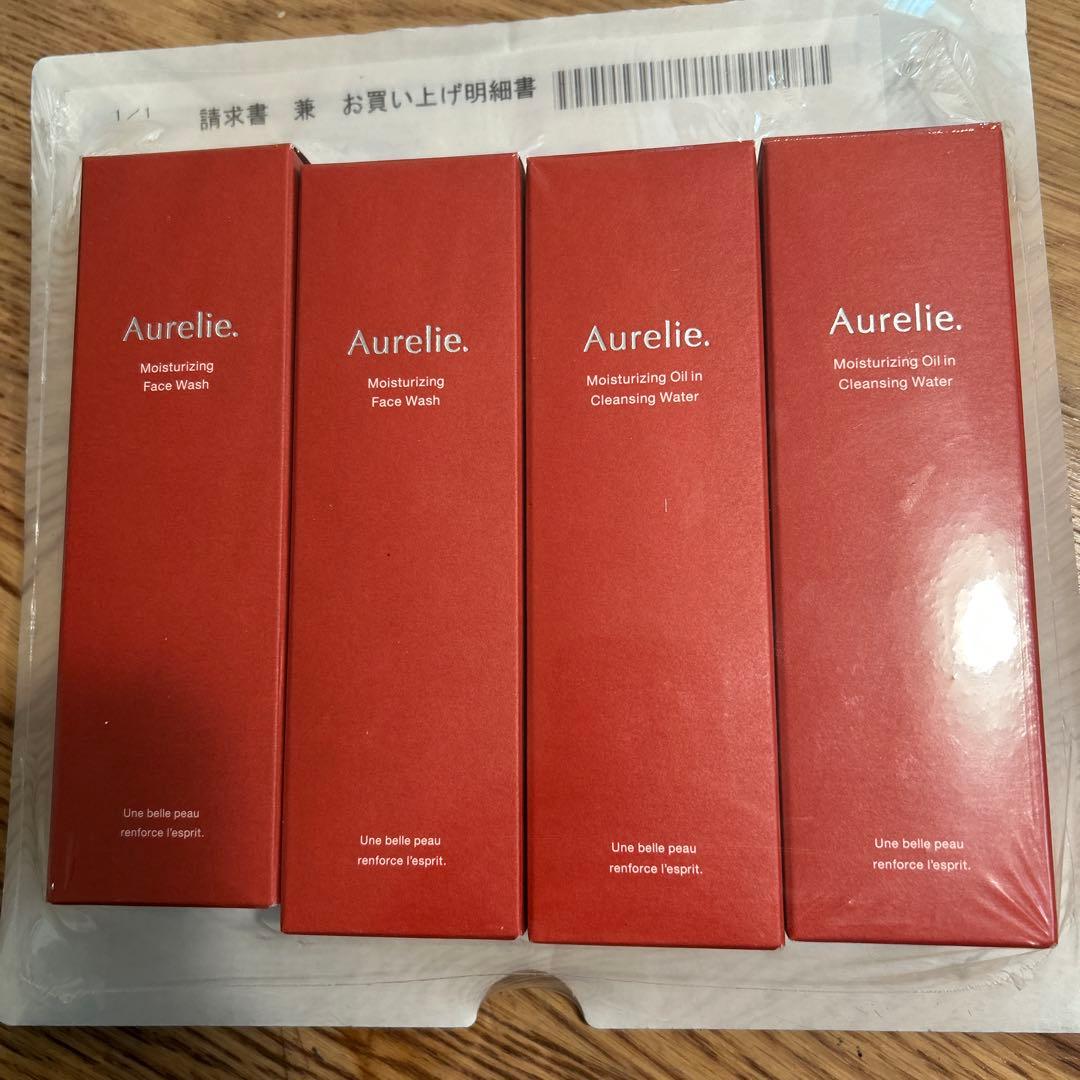 1/1 請求書 兼 お買い上げ明細書
Aurelie.
Moisturizing
Face Wash
Une belle peau
renforce l'esprit.
Aurelie.
Moisturizing
Face Wash
Une belle peau
renforce l'esprit.
Aurelie.
Moisturizing Oil in
Cleansing Water
Une belle peau
renforce l'esprit.
Aurelie.
Moisturizing Oil in
Cleansing Water
Une belle peau
renforce l'esprit.